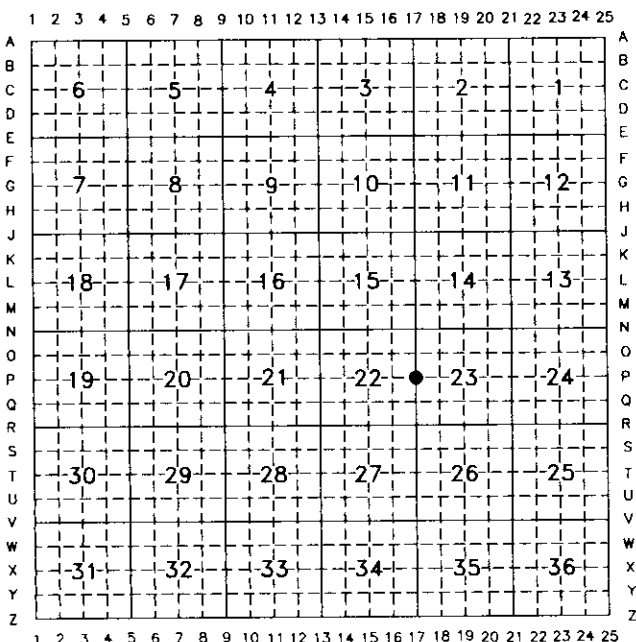 1 2 3 4 5 6 7 8 9 10 11 12 13 14 15 16 17 18 19 20 21 22 23 24 25
A A
B B
C 6 5 4 3 2 1 C
D D
E E
F F
G 7 8 9 10 11 12 G
H H
J J
K K
L 18 17 16 15 14 13 L
M M
N N
O O
P 19 20 21 22 23 24 P
Q Q
R R
S S
T 30 29 28 27 26 25 T
U U
V V
W W
X 31 32 33 34 35 36 X
Y Y
Z Z
1 2 3 4 5 6 7 8 9 10 11 12 13 14 15 16 17 18 19 20 21 22 23 24 25